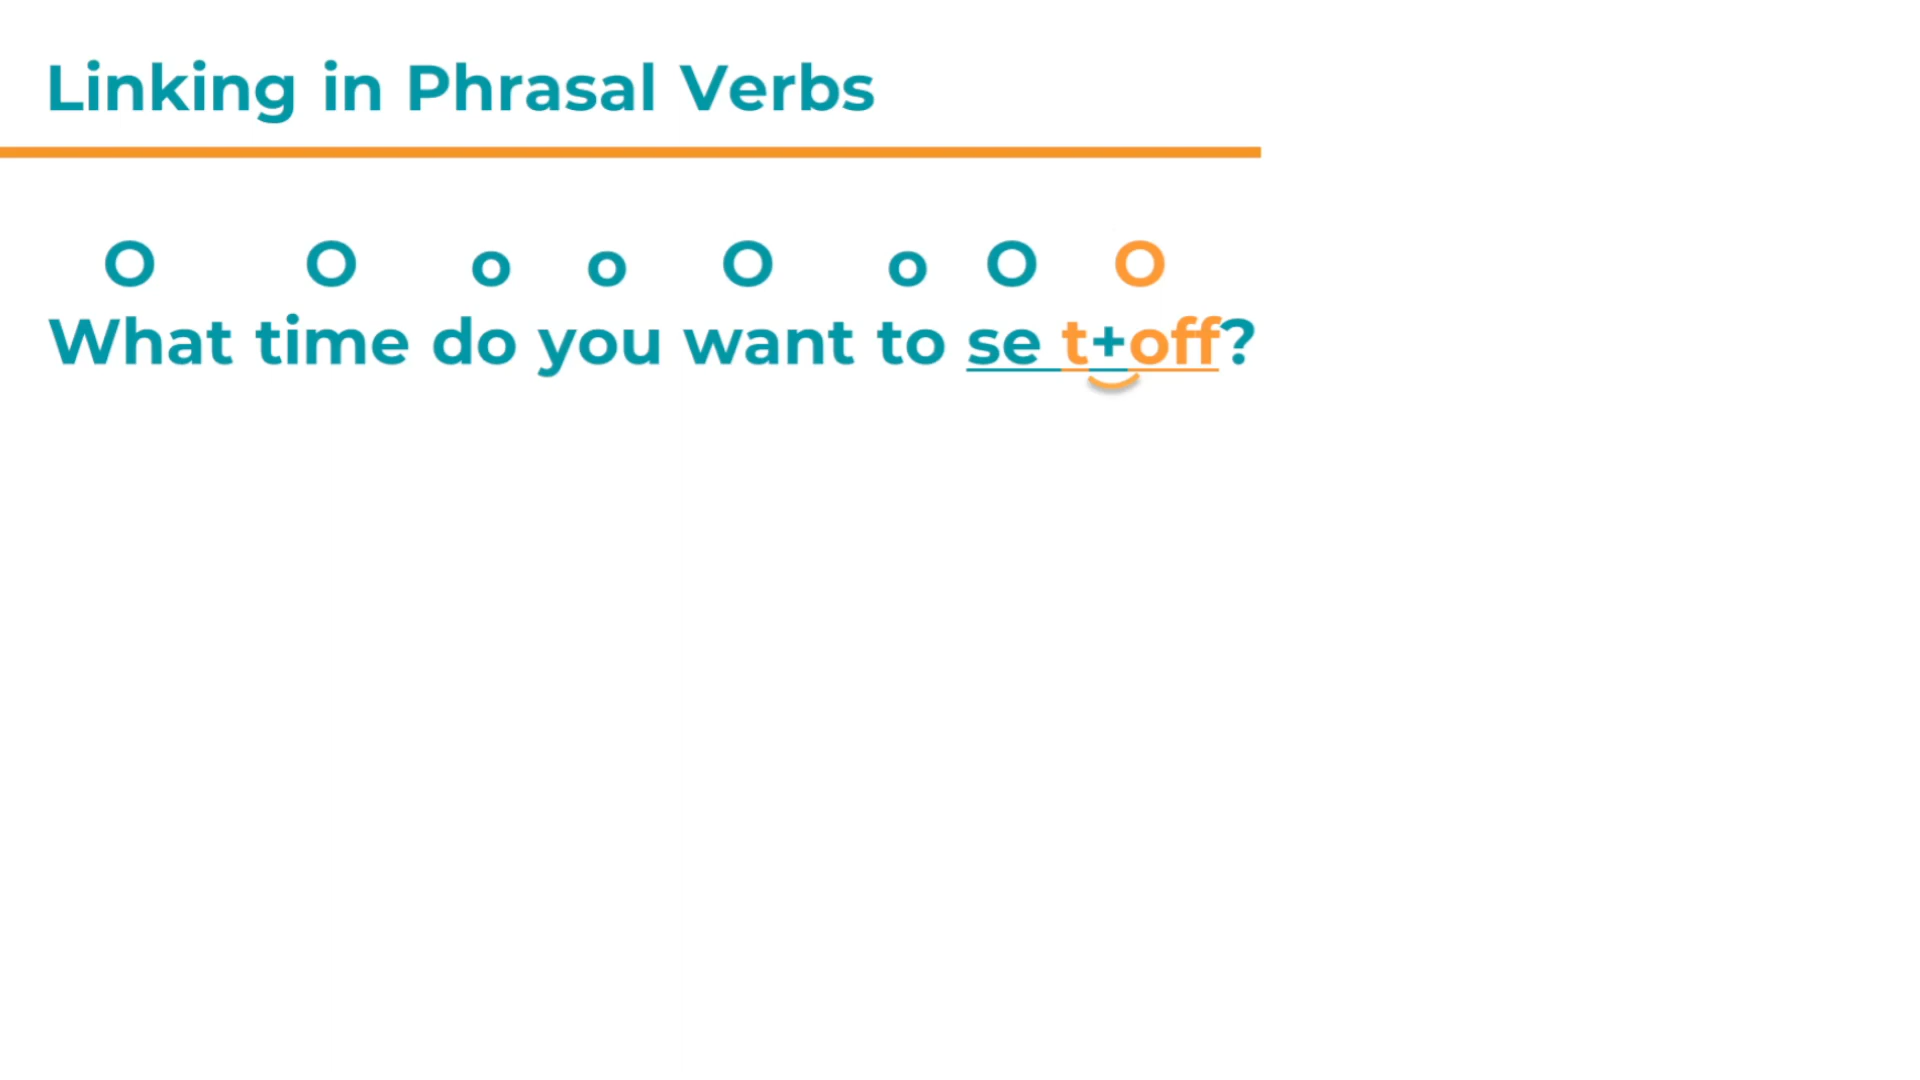 Linking in Phrasal Verbs
O O o o O o O O
What time do you want to se t+off?